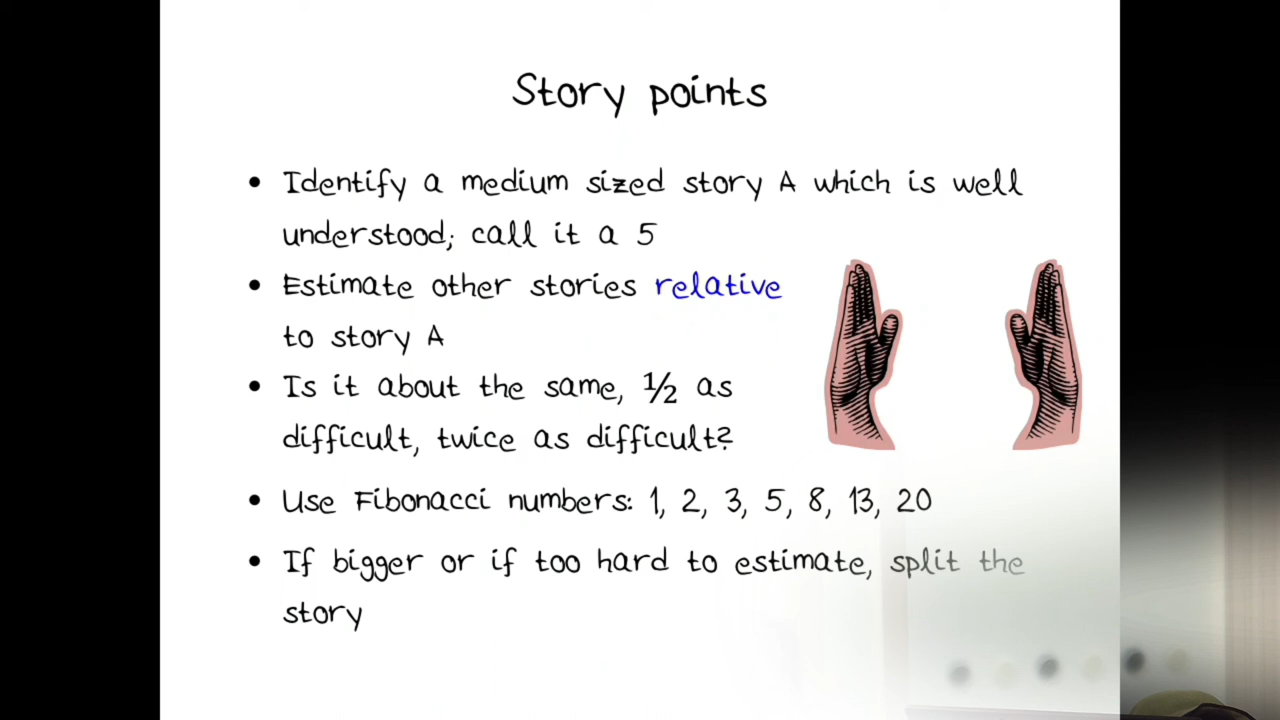 Story points
• Identify a medium sized story A which is well
understood; call it a 5
• Estimate other stories relative
to story A
• Is it about the same, ½ as
difficult, twice as difficult?
• Use Fibonacci numbers: 1, 2, 3, 5, 8, 13, 20
• If bigger or if too hard to estimate, split the
story